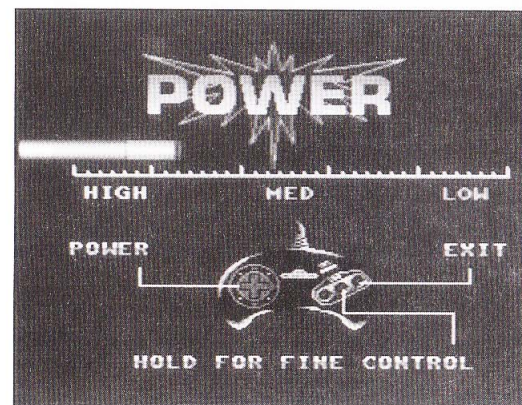 POWER
HIGH MED LOW
POWER EXIT
HOLD FOR FINE CONTROL